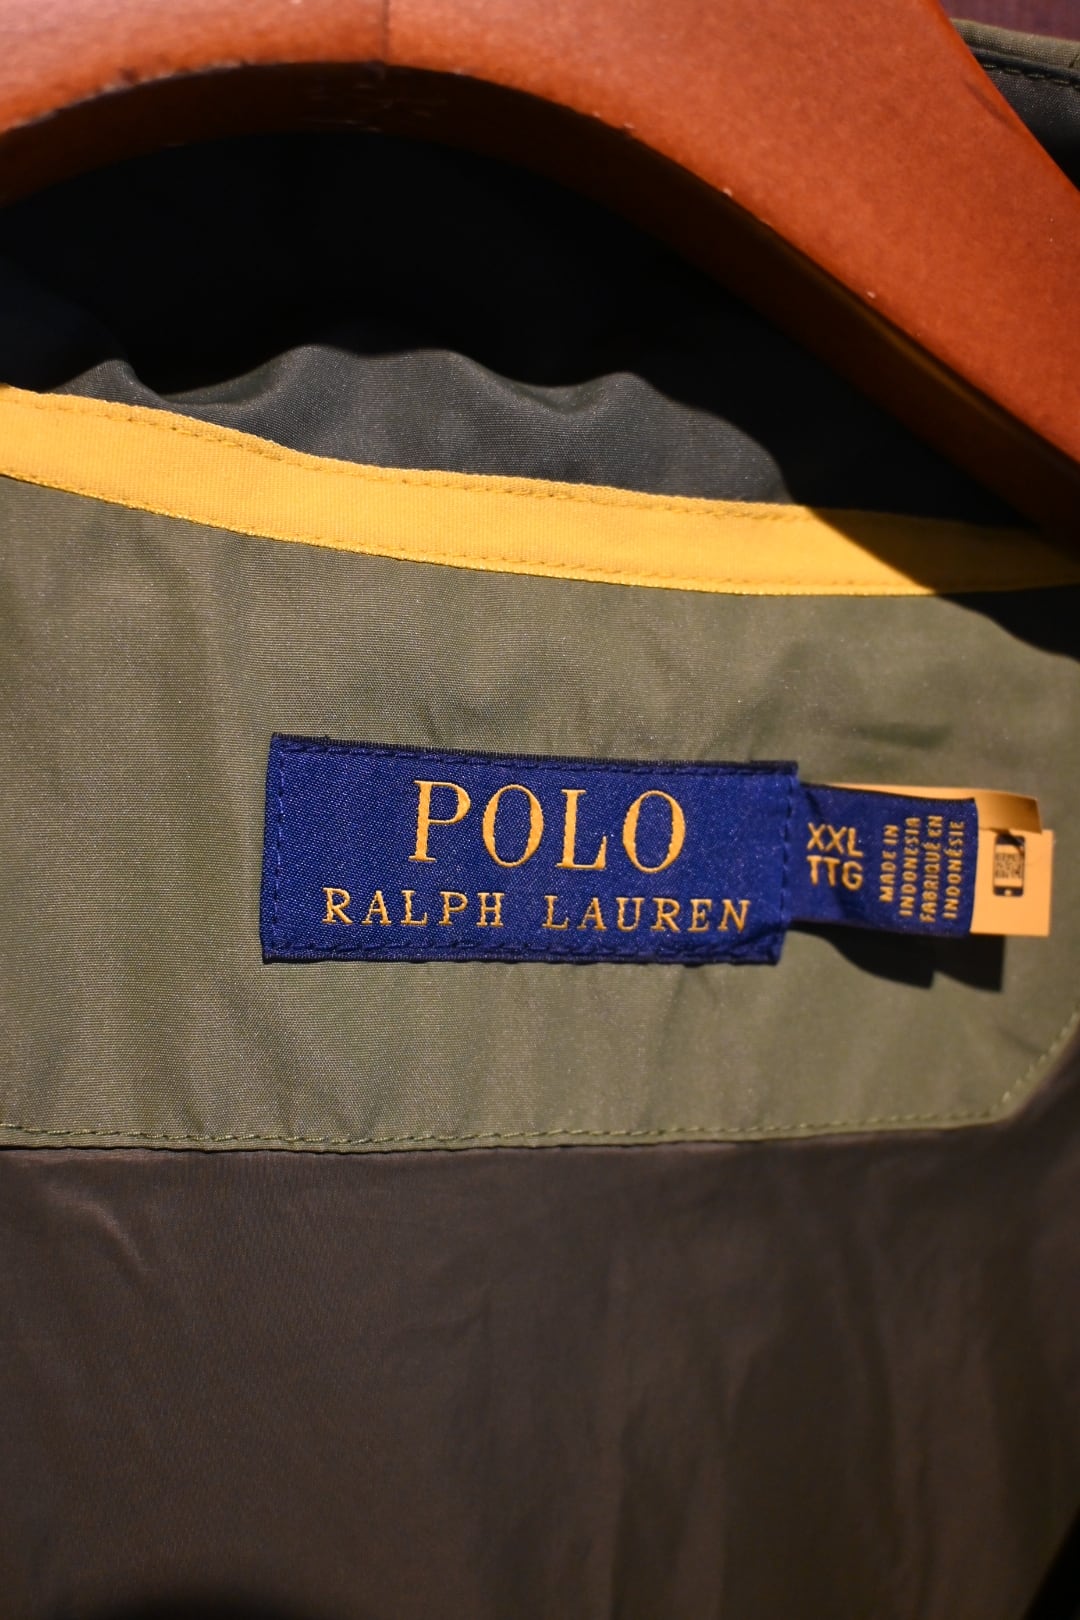 POLO
RALPH LAUREN
XXL
TTG
MADE IN
INDONESIA
FABRIQUÉ EN
INDONÉSIE